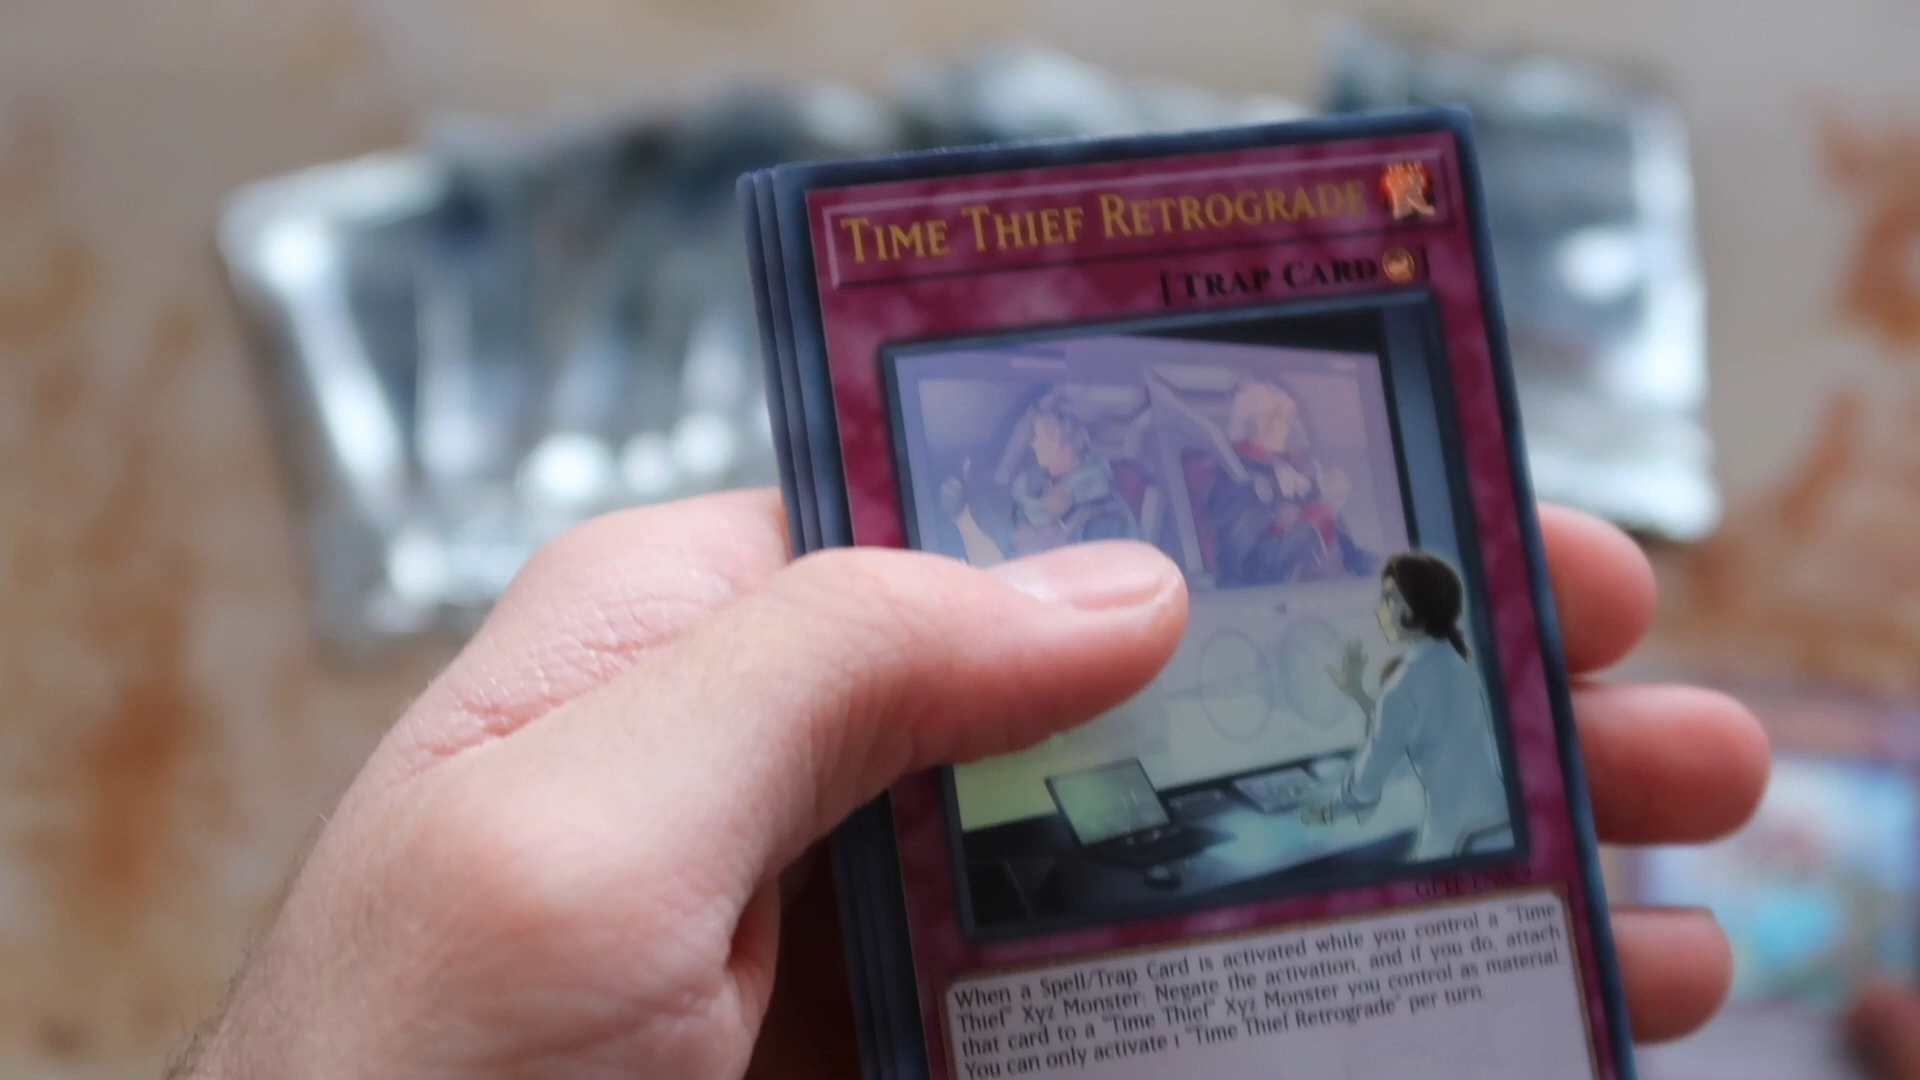 TIME THIEF RETROGRADE
[TRAP CARD]
When a Spell/Trap Card is activated while you control a "Time
Thief" Xyz Monster: Negate the activation, and if you do, attach
that card to a "Time Thief" Xyz Monster you control as material
You can only activate 1 "Time Thief Retrograde" per turn.